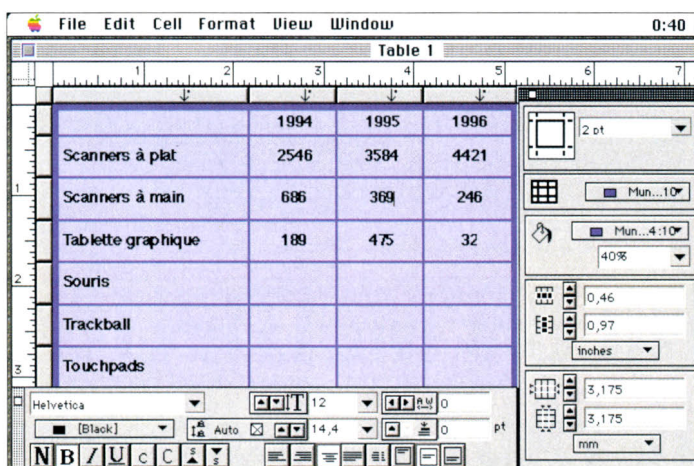 File Edit Cell Format View Window 0:40
Table 1
1 2 3 4 5 6 7
1994 1995 1996
2 pt
Scanners à plat 2546 3584 4421
1
Scanners à main 686 369 246
Mun...10
Tablette graphique 189 475 32
Mun...4:10
40%
2
Souris
0,46
Trackball
0,97
inches
3
Touchpads
3,175
Helvetica 12 0
3,175
[Black] Auto 14,4 0 pt
mm
N B I U c C S S